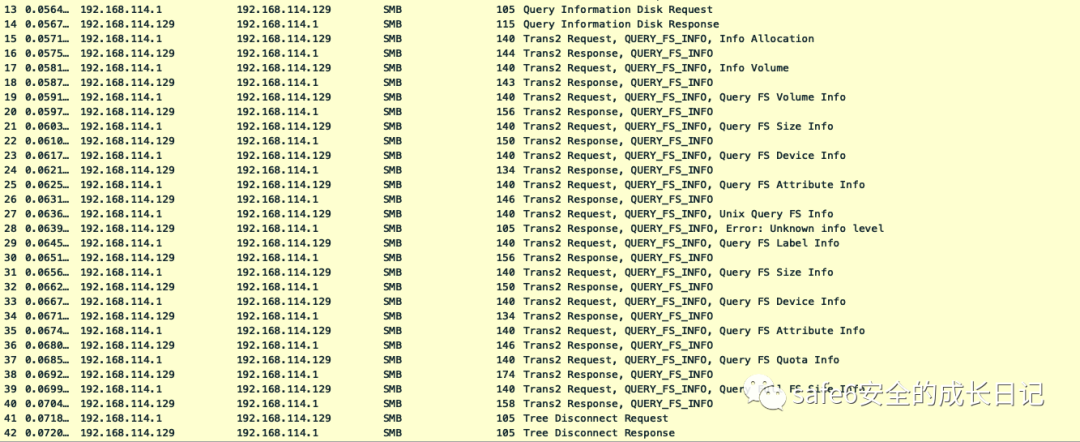 13 0.0564… 192.168.114.1 192.168.114.129 SMB 105 Query Information Disk Request
14 0.0567… 192.168.114.129 192.168.114.1 SMB 115 Query Information Disk Response
15 0.0571… 192.168.114.1 192.168.114.129 SMB 140 Trans2 Request, QUERY_FS_INFO, Info Allocation
16 0.0575… 192.168.114.129 192.168.114.1 SMB 144 Trans2 Response, QUERY_FS_INFO
17 0.0581… 192.168.114.1 192.168.114.129 SMB 140 Trans2 Request, QUERY_FS_INFO, Info Volume
18 0.0587… 192.168.114.129 192.168.114.1 SMB 143 Trans2 Response, QUERY_FS_INFO
19 0.0591… 192.168.114.1 192.168.114.129 SMB 140 Trans2 Request, QUERY_FS_INFO, Query FS Volume Info
20 0.0597… 192.168.114.129 192.168.114.1 SMB 156 Trans2 Response, QUERY_FS_INFO
21 0.0603… 192.168.114.1 192.168.114.129 SMB 140 Trans2 Request, QUERY_FS_INFO, Query FS Size Info
22 0.0610… 192.168.114.129 192.168.114.1 SMB 150 Trans2 Response, QUERY_FS_INFO
23 0.0617… 192.168.114.1 192.168.114.129 SMB 140 Trans2 Request, QUERY_FS_INFO, Query FS Device Info
24 0.0621… 192.168.114.129 192.168.114.1 SMB 134 Trans2 Response, QUERY_FS_INFO
25 0.0625… 192.168.114.1 192.168.114.129 SMB 140 Trans2 Request, QUERY_FS_INFO, Query FS Attribute Info
26 0.0631… 192.168.114.129 192.168.114.1 SMB 146 Trans2 Response, QUERY_FS_INFO
27 0.0636… 192.168.114.1 192.168.114.129 SMB 140 Trans2 Request, QUERY_FS_INFO, Unix Query FS Info
28 0.0639… 192.168.114.129 192.168.114.1 SMB 105 Trans2 Response, QUERY_FS_INFO, Error: Unknown info level
29 0.0645… 192.168.114.1 192.168.114.129 SMB 140 Trans2 Request, QUERY_FS_INFO, Query FS Label Info
30 0.0651… 192.168.114.129 192.168.114.1 SMB 156 Trans2 Response, QUERY_FS_INFO
31 0.0656… 192.168.114.1 192.168.114.129 SMB 140 Trans2 Request, QUERY_FS_INFO, Query FS Size Info
32 0.0662… 192.168.114.129 192.168.114.1 SMB 150 Trans2 Response, QUERY_FS_INFO
33 0.0667… 192.168.114.1 192.168.114.129 SMB 140 Trans2 Request, QUERY_FS_INFO, Query FS Device Info
34 0.0671… 192.168.114.129 192.168.114.1 SMB 134 Trans2 Response, QUERY_FS_INFO
35 0.0674… 192.168.114.1 192.168.114.129 SMB 140 Trans2 Request, QUERY_FS_INFO, Query FS Attribute Info
36 0.0680… 192.168.114.129 192.168.114.1 SMB 146 Trans2 Response, QUERY_FS_INFO
37 0.0685… 192.168.114.1 192.168.114.129 SMB 140 Trans2 Request, QUERY_FS_INFO, Query FS Quota Info
38 0.0692… 192.168.114.129 192.168.114.1 SMB 174 Trans2 Response, QUERY_FS_INFO
39 0.0699… 192.168.114.1 192.168.114.129 SMB 140 Trans2 Request, QUERY_FS_INFO, FS
40 0.0704… 192.168.114.129 192.168.114.1 SMB 158 Trans2 Response, QUERY_FS_INFO
safe6安全的成长日记
41 0.0718… 192.168.114.1 192.168.114.129 SMB 105 Tree Disconnect Request
42 0.0720… 192.168.114.129 192.168.114.1 SMB 105 Tree Disconnect Response